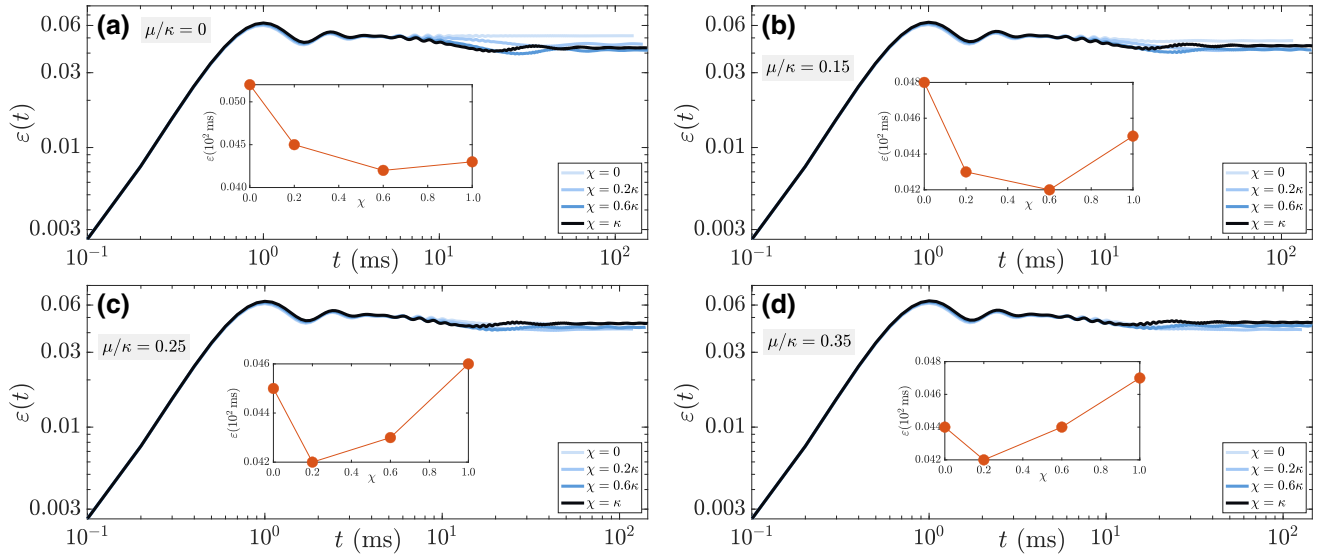 (a)
μ/κ = 0
ε(t)
0.06
0.03
0.01
0.003
10⁻¹ 10⁰ 10¹ 10²
t (ms)
ε(10² ms)
0.050
0.045
0.040
0.0 0.2 0.4 0.6 0.8 1.0
χ
χ = 0
χ = 0.2κ
χ = 0.6κ
χ = κ
(b)
μ/κ = 0.15
ε(t)
0.06
0.03
0.01
0.003
10⁻¹ 10⁰ 10¹ 10²
t (ms)
ε(10² ms)
0.048
0.046
0.044
0.042
0.0 0.2 0.4 0.6 0.8 1.0
χ
χ = 0
χ = 0.2κ
χ = 0.6κ
χ = κ
(c)
μ/κ = 0.25
ε(t)
0.06
0.03
0.01
0.003
10⁻¹ 10⁰ 10¹ 10²
t (ms)
ε(10² ms)
0.046
0.044
0.042
0.0 0.2 0.4 0.6 0.8 1.0
χ
χ = 0
χ = 0.2κ
χ = 0.6κ
χ = κ
(d)
μ/κ = 0.35
ε(t)
0.06
0.03
0.01
0.003
10⁻¹ 10⁰ 10¹ 10²
t (ms)
ε(10² ms)
0.048
0.046
0.044
0.042
0.0 0.2 0.4 0.6 0.8 1.0
χ
χ = 0
χ = 0.2κ
χ = 0.6κ
χ = κ